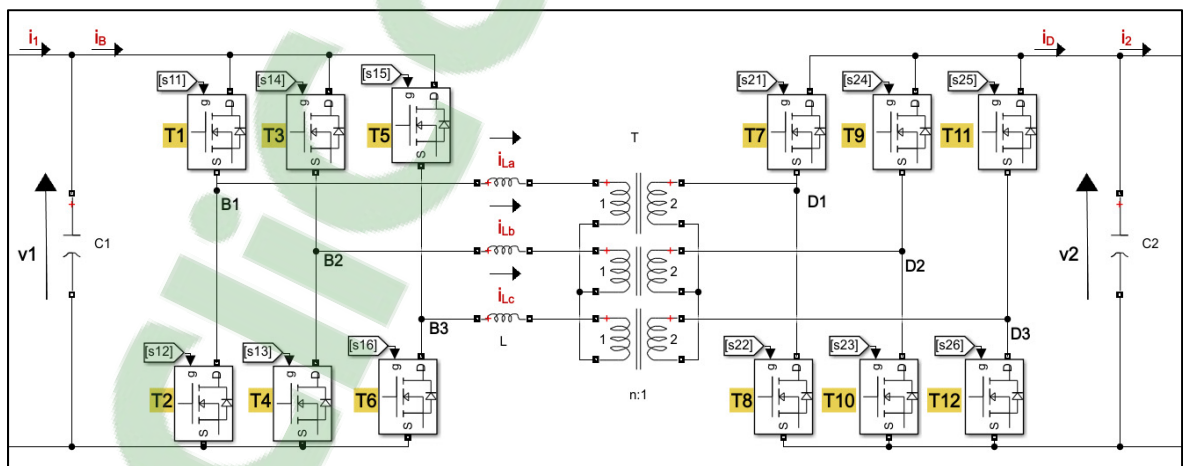 i1 iB iD i2
[s11] [s14] [s15] [s21] [s24] [s25]
g D g D g D g D g D g D
T1 T3 T5 T7 T9 T11
S S S S S S
T
iLa
B1 1 2 D1
v1 C1 iLb v2 C2
B2 1 2 D2
iLc
B3 1 2 D3
L
[s12] [s13] [s16] [s22] [s23] [s26]
n:1
g D g D g D g D g D g D
T2 T4 T6 T8 T10 T12
S S S S S S